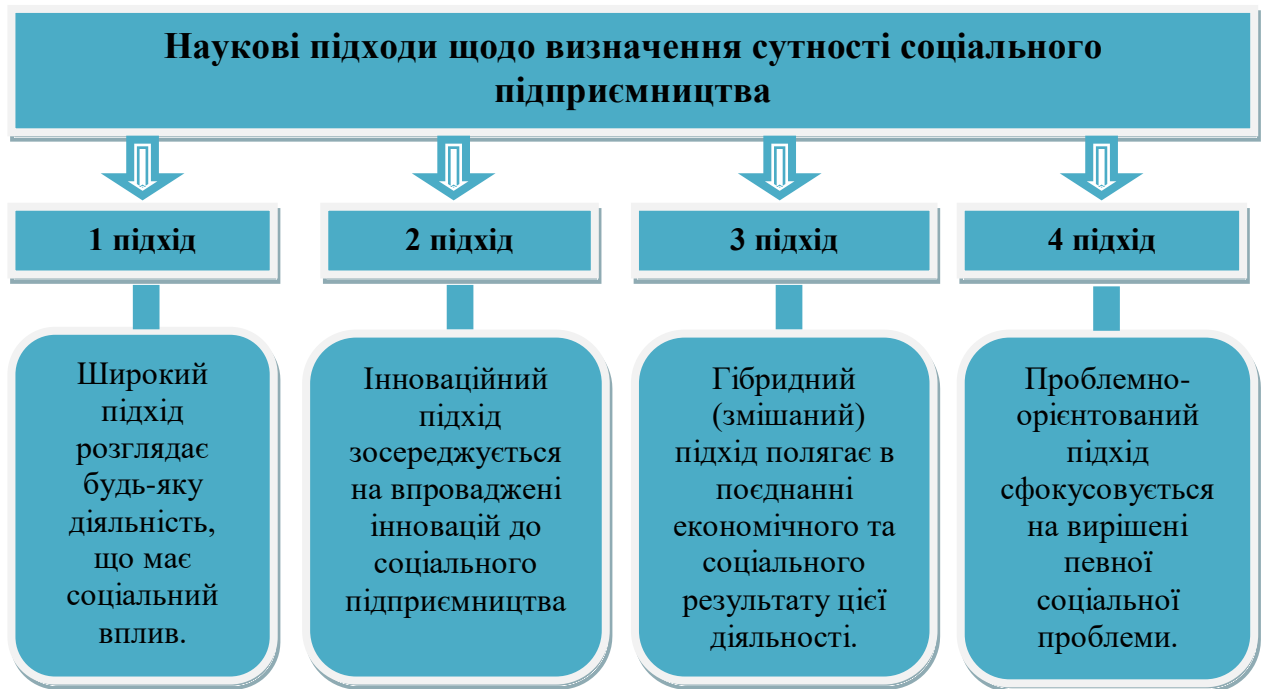 Наукові підходи щодо визначення сутності соціального
підприємництва
1 підхід
2 підхід
3 підхід
4 підхід
Широкий
підхід
розглядає
будь-яку
діяльність,
що має
соціальний
вплив.
Інноваційний
підхід
зосереджується
на впроваджені
інновацій до
соціального
підприємництва
Гібридний
(змішаний)
підхід полягає в
поєднанні
економічного та
соціального
результату цієї
діяльності.
Проблемно-
орієнтований
підхід
сфокусовується
на вирішені
певної
соціальної
проблеми.